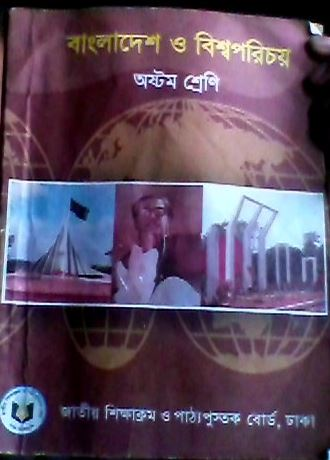 বাংলাদেশ ও বিশ্বপরিচয়
অষ্টম শ্রেণি
জাতীয় শিক্ষাক্রম ও পাঠ্যপুস্তক বোর্ড, ঢাকা